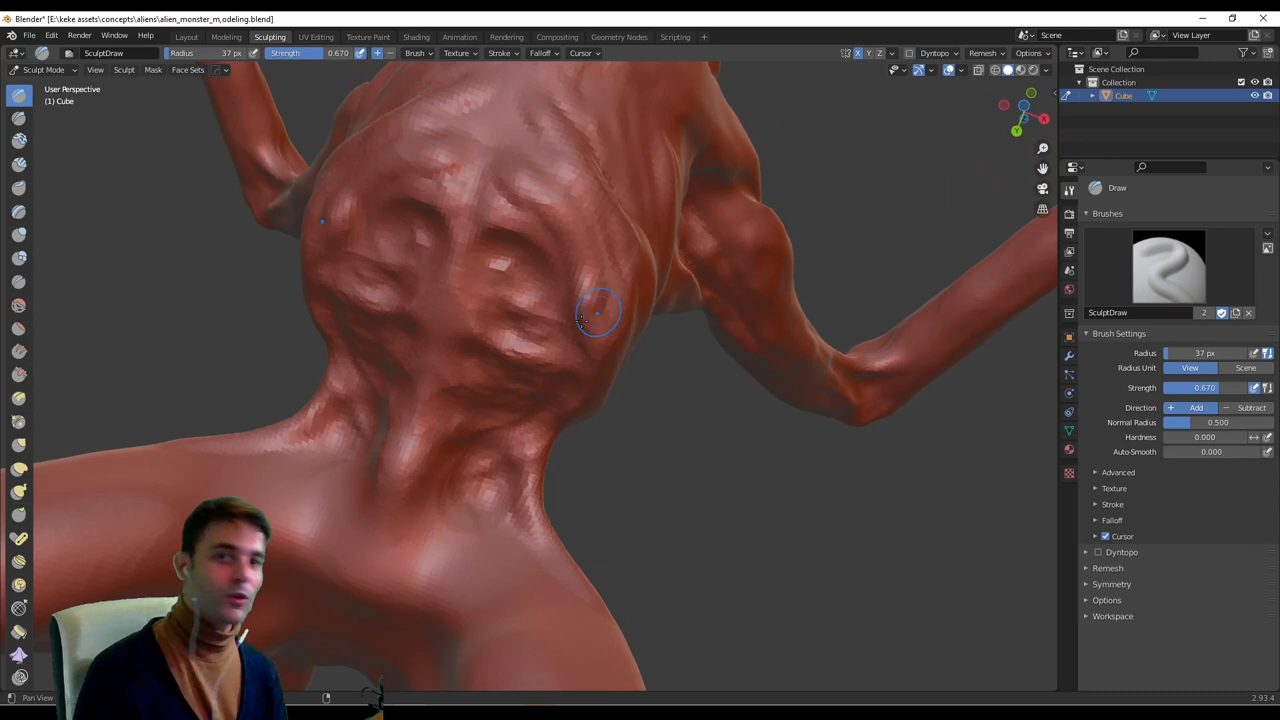 Blender* [E:\keke assets\concepts\aliens\alien_monster_m,odeling.blend]
File Edit Render Window Help Layout Modeling Sculpting UV Editing Texture Paint Shading Animation Rendering Compositing Geometry Nodes Scripting Scene View Layer
SculptDraw Radius 37 px Strength 0.670 Brush Texture Stroke Falloff Cursor X Y Z Dyntopo Remesh Options
Sculpt Mode View Sculpt Mask Face Sets
User Perspective
(1) Cube
X
Y
Scene Collection
Collection
Cube
Draw
Brushes
SculptDraw 2
Brush Settings
Radius 37 px
Radius Unit View Scene
Strength 0.670
Direction + Add − Subtract
Normal Radius 0.500
Hardness 0.000
Auto-Smooth 0.000
Advanced
Texture
Stroke
Falloff
Cursor
Dyntopo
Remesh
Symmetry
Options
Workspace
Pan View 2.93.4